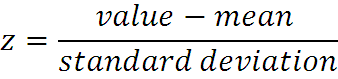 z = value − mean / standard deviation